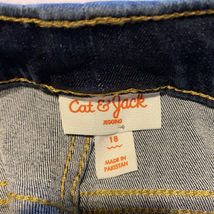 Cat & Jack
JEGGING
18
MADE IN
PAKISTAN